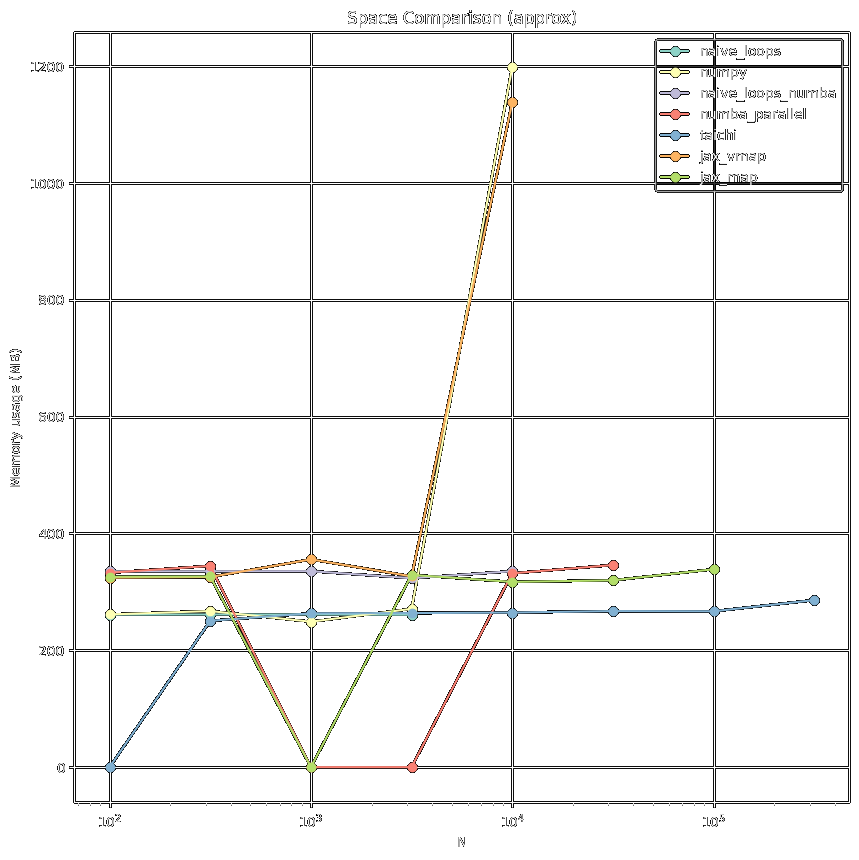 Space Comparison (approx)
naive_loops
numpy
naive_loops_numba
numba_parallel
taichi
jax_vmap
jax_map
1200
1000
800
600
400
200
0
Memory usage (MB)
10²
10³
10⁴
10⁵
N